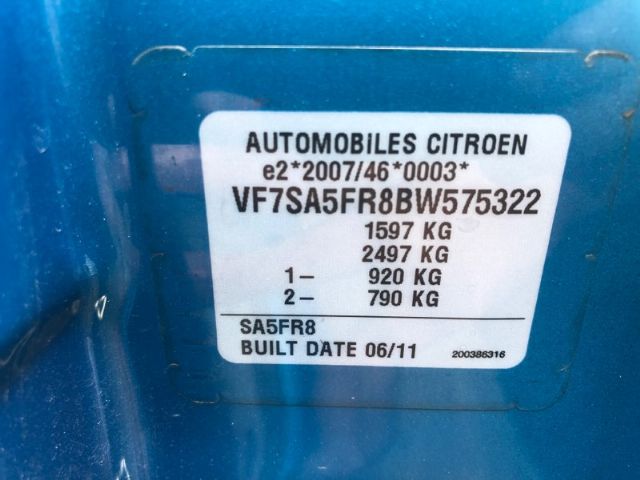 AUTOMOBILES CITROEN
e2*2007/46*0003*
VF7SA5FR8BW575322
1597 KG
2497 KG
1- 920 KG
2- 790 KG
SA5FR8
BUILT DATE 06/11 200386316